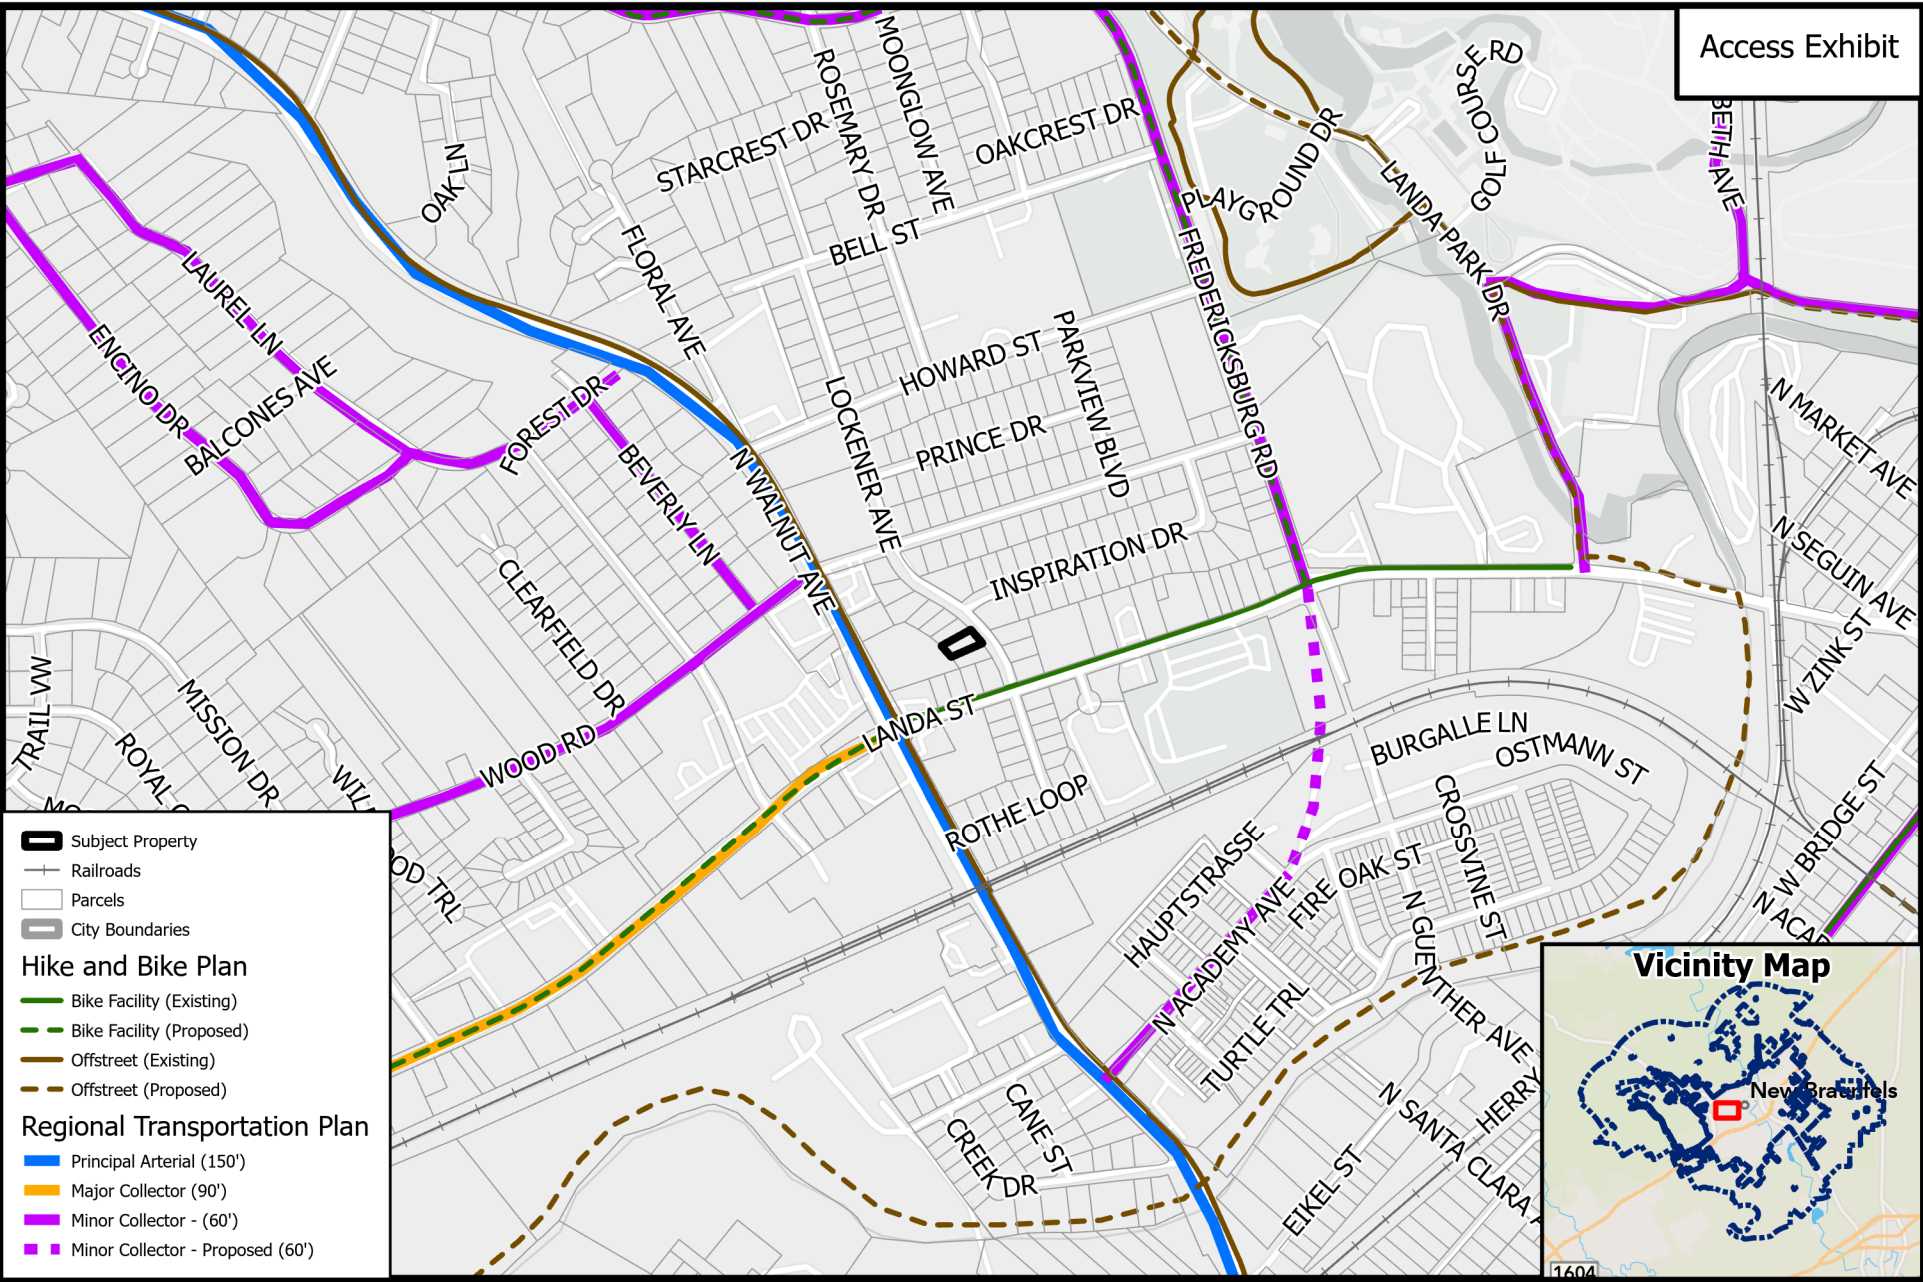 Access Exhibit
MOONGLOW AVE
ROSEMARY DR
STARCREST DR
OAKCREST DR
GOLF COURSE RD
BETH AVE
OAK LN
PLAYGROUND DR
LANDA PARK DR
BELL ST
FLORAL AVE
FREDERICKSBURG RD
LAUREL LN
ENCINO DR
BALCONES AVE
HOWARD ST
PARKVIEW BLVD
LOCKENER AVE
PRINCE DR
FOREST DR
BEVERLY LN
N WALNUT AVE
N MARKET AVE
N SEGUIN AVE
INSPIRATION DR
CLEARFIELD DR
W ZINK ST
TRAIL VW
MISSION DR
ROYAL
LANDA ST
WOOD RD
BURGALLE LN
OSTMANN ST
ROTHE LOOP
CROSSVINE ST
N W BRIDGE ST
HAUPTSTRASSE
FIRE OAK ST
OOD TRL
N ACAD
N GUENTHER AVE
N ACADEMY AVE
TURTLE TRL
CANE ST
CREEK DR
N SANTA CLARA A
HERRY
EIKEL ST
Subject Property
Railroads
Parcels
City Boundaries
Hike and Bike Plan
Bike Facility (Existing)
Bike Facility (Proposed)
Offstreet (Existing)
Offstreet (Proposed)
Regional Transportation Plan
Principal Arterial (150')
Major Collector (90')
Minor Collector - (60')
Minor Collector - Proposed (60')
Vicinity Map
New Braunfels
1604